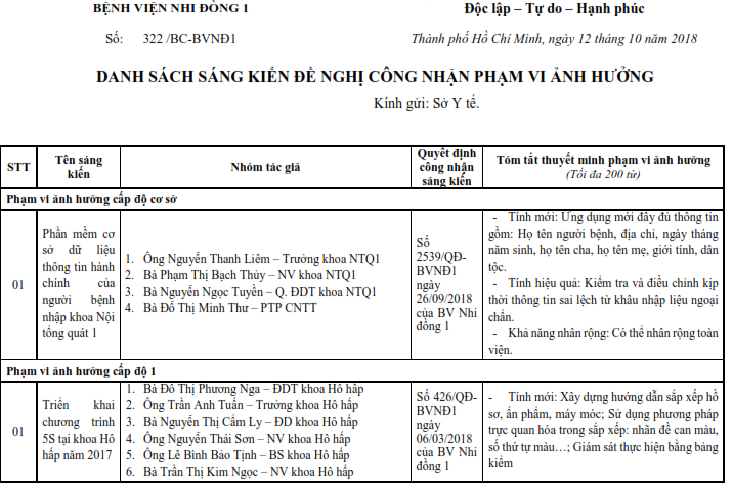 BỆNH VIỆN NHI ĐỒNG 1
Độc lập – Tự do – Hạnh phúc
Số: 322 /BC-BVNĐ1
Thành phố Hồ Chí Minh, ngày 12 tháng 10 năm 2018
DANH SÁCH SÁNG KIẾN ĐỀ NGHỊ CÔNG NHẬN PHẠM VI ẢNH HƯỞNG
Kính gửi: Sở Y tế.
STT
Tên sáng
kiến
Nhóm tác giả
Quyết định
công nhận
sáng kiến
Tóm tắt thuyết minh phạm vi ảnh hưởng
(Tối đa 200 từ)
Phạm vi ảnh hưởng cấp độ cơ sở
01
Phần mềm cơ
sở dữ liệu
thông tin hành
chính của
người bệnh
nhập khoa Nội
tổng quát 1
1. Ông Nguyễn Thanh Liêm – Trưởng khoa NTQ1
2. Bà Phạm Thị Bạch Thủy – NV khoa NTQ1
3. Bà Nguyễn Ngọc Tuyền – Q. ĐDT khoa NTQ1
4. Bà Đỗ Thị Minh Thư – PTP CNTT
Số
2539/QĐ-
BVNĐ1
ngày
26/09/2018
của BV Nhi
đồng 1
- Tính mới: Ứng dụng mới đầy đủ thông tin
gồm: Họ tên người bệnh, địa chỉ, ngày tháng
năm sinh, họ tên cha, họ tên mẹ, giới tính, dân
tộc.
- Tính hiệu quả: Kiểm tra và điều chỉnh kịp
thời thông tin sai lệch từ khâu nhập liệu ngoại
chẩn.
- Khả năng nhân rộng: Có thể nhân rộng toàn
viện.
Phạm vi ảnh hưởng cấp độ 1
01
Triển khai
chương trình
5S tại khoa Hô
hấp năm 2017
1. Bà Đỗ Thị Phương Nga – ĐDT khoa Hô hấp
2. Ông Trần Anh Tuấn – Trưởng khoa Hô hấp
3. Bà Nguyễn Thị Cẩm Ly – ĐD khoa Hô hấp
4. Ông Nguyễn Thái Sơn – NV khoa Hô hấp
5. Ông Lê Bình Bảo Tịnh – BS khoa Hô hấp
6. Bà Trần Thị Kim Ngọc – NV khoa Hô hấp
Số 426/QĐ-
BVNĐ1
ngày
06/03/2018
của BV Nhi
đồng 1
- Tính mới: Xây dựng hướng dẫn sắp xếp hồ
sơ, ấn phẩm, máy móc; Sử dụng phương pháp
trực quan hóa trong sắp xếp: nhãn đề can màu,
số thứ tự màu...; Giám sát thực hiện bằng bảng
kiểm